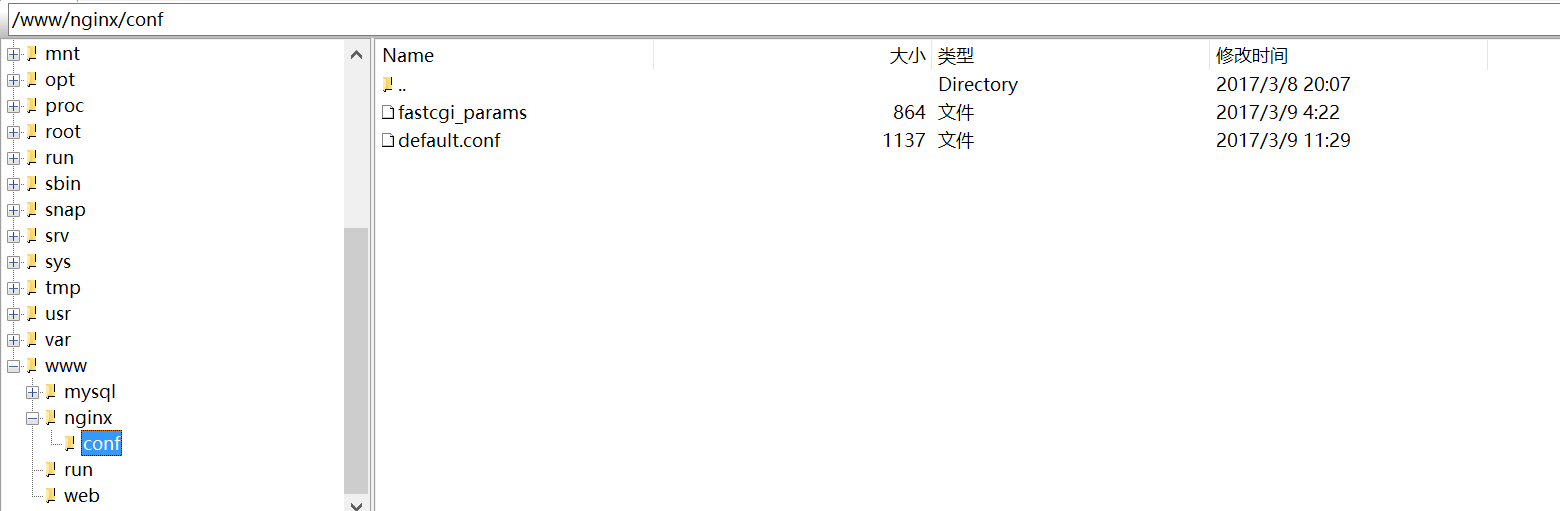 /www/nginx/conf
mnt
opt
proc
root
run
sbin
snap
srv
sys
tmp
usr
var
www
mysql
nginx
conf
run
web
Name 大小 类型 修改时间
.. Directory 2017/3/8 20:07
fastcgi_params 864 文件 2017/3/9 4:22
default.conf 1137 文件 2017/3/9 11:29